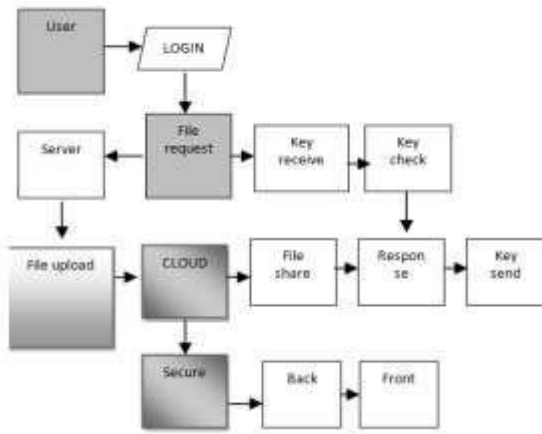 User
LOGIN
Server
File
request
Key
receive
Key
check
File upload
CLOUD
File
share
Respon
se
Key
send
Secure
Back
Front